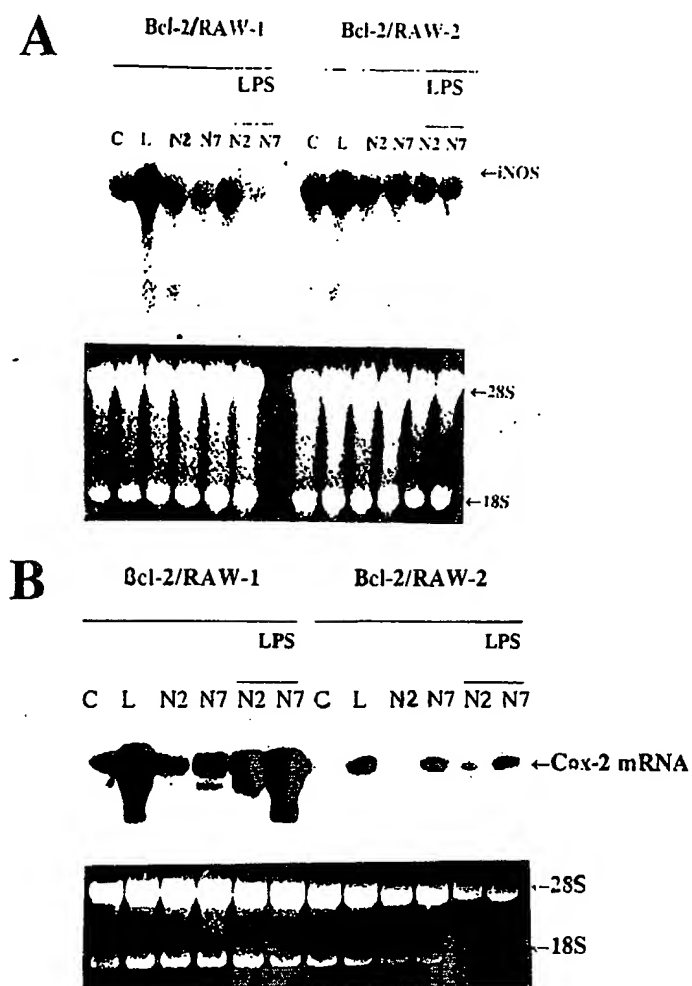 A
Bcl-2/RAW-1 Bcl-2/RAW-2
LPS LPS
C L N2 N7 N2 N7 C L N2 N7 N2 N7
←iNOS
←28S
←18S
B
Bcl-2/RAW-1 Bcl-2/RAW-2
LPS LPS
C L N2 N7 N2 N7 C L N2 N7 N2 N7
←Cox-2 mRNA
←28S
←18S